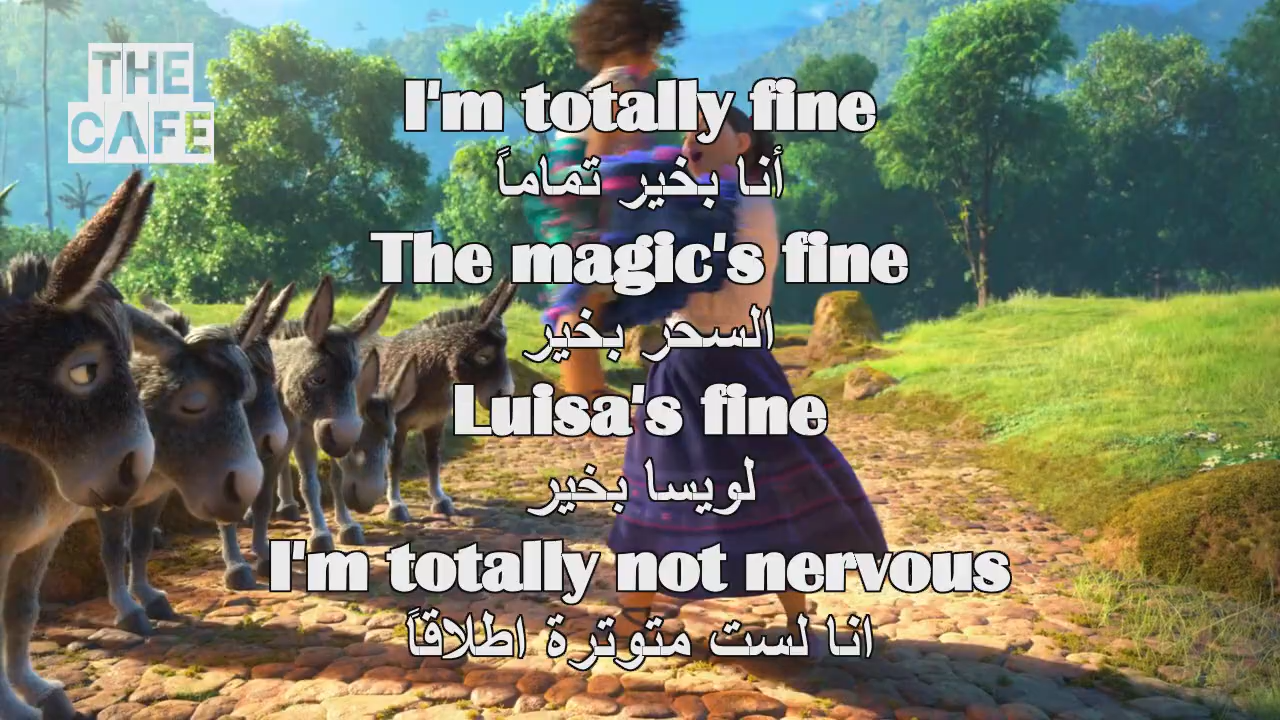 THE
CAFE
I'm totally fine
أنا بخير تماماً
The magic's fine
السحر بخير
Luisa's fine
لويسا بخير
I'm totally not nervous
انا لست متوترة اطلاقاً